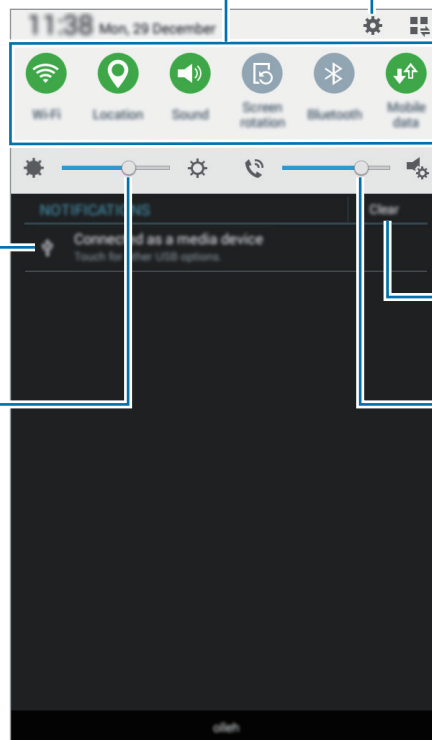 11:38 Mon, 29 December
Wi-Fi Location Sound Screen rotation Bluetooth Mobile data
NOTIFICATIONS Clear
Connected as a media device
Touch for other USB options.
olleh